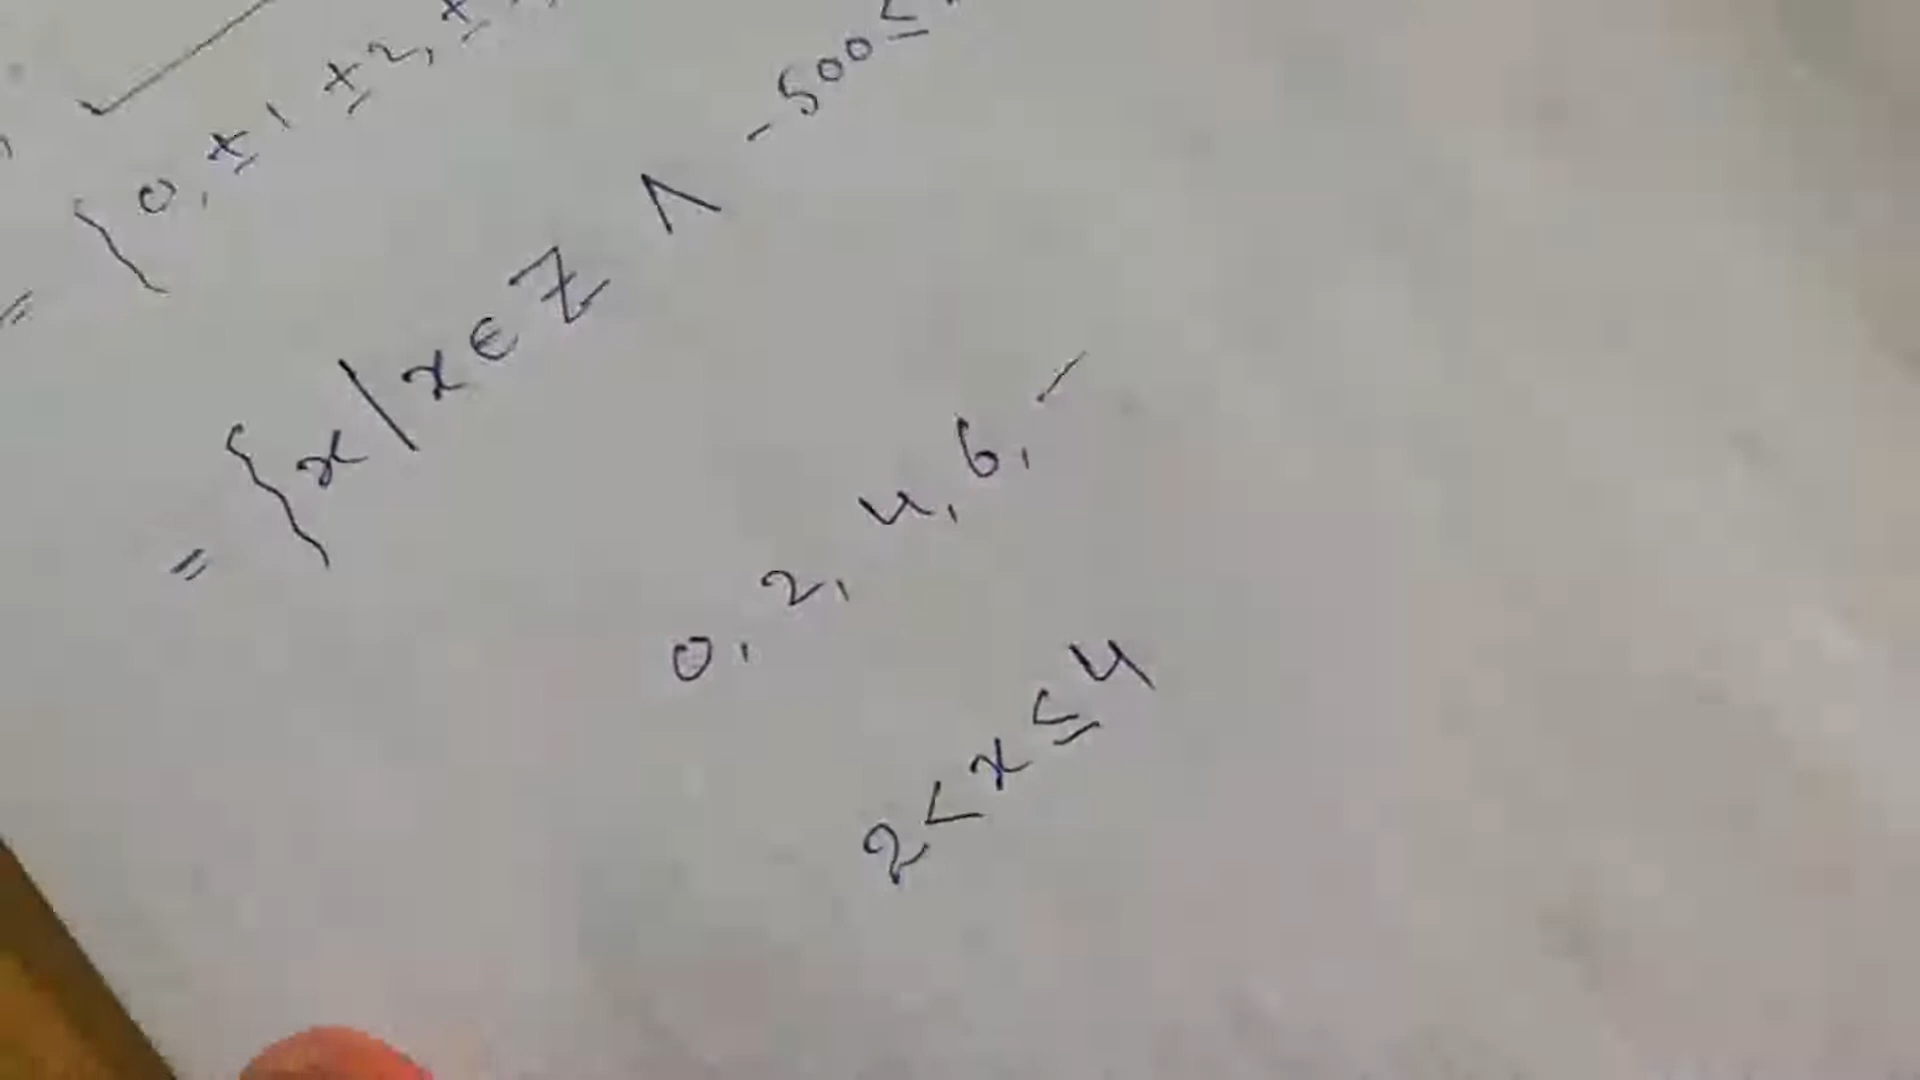 = { 0, ±1 ±2, ±
= { x / x ∈ Z ∧ -500 ≤
0, 2, 4, 6, -
2 < x ≤ 4